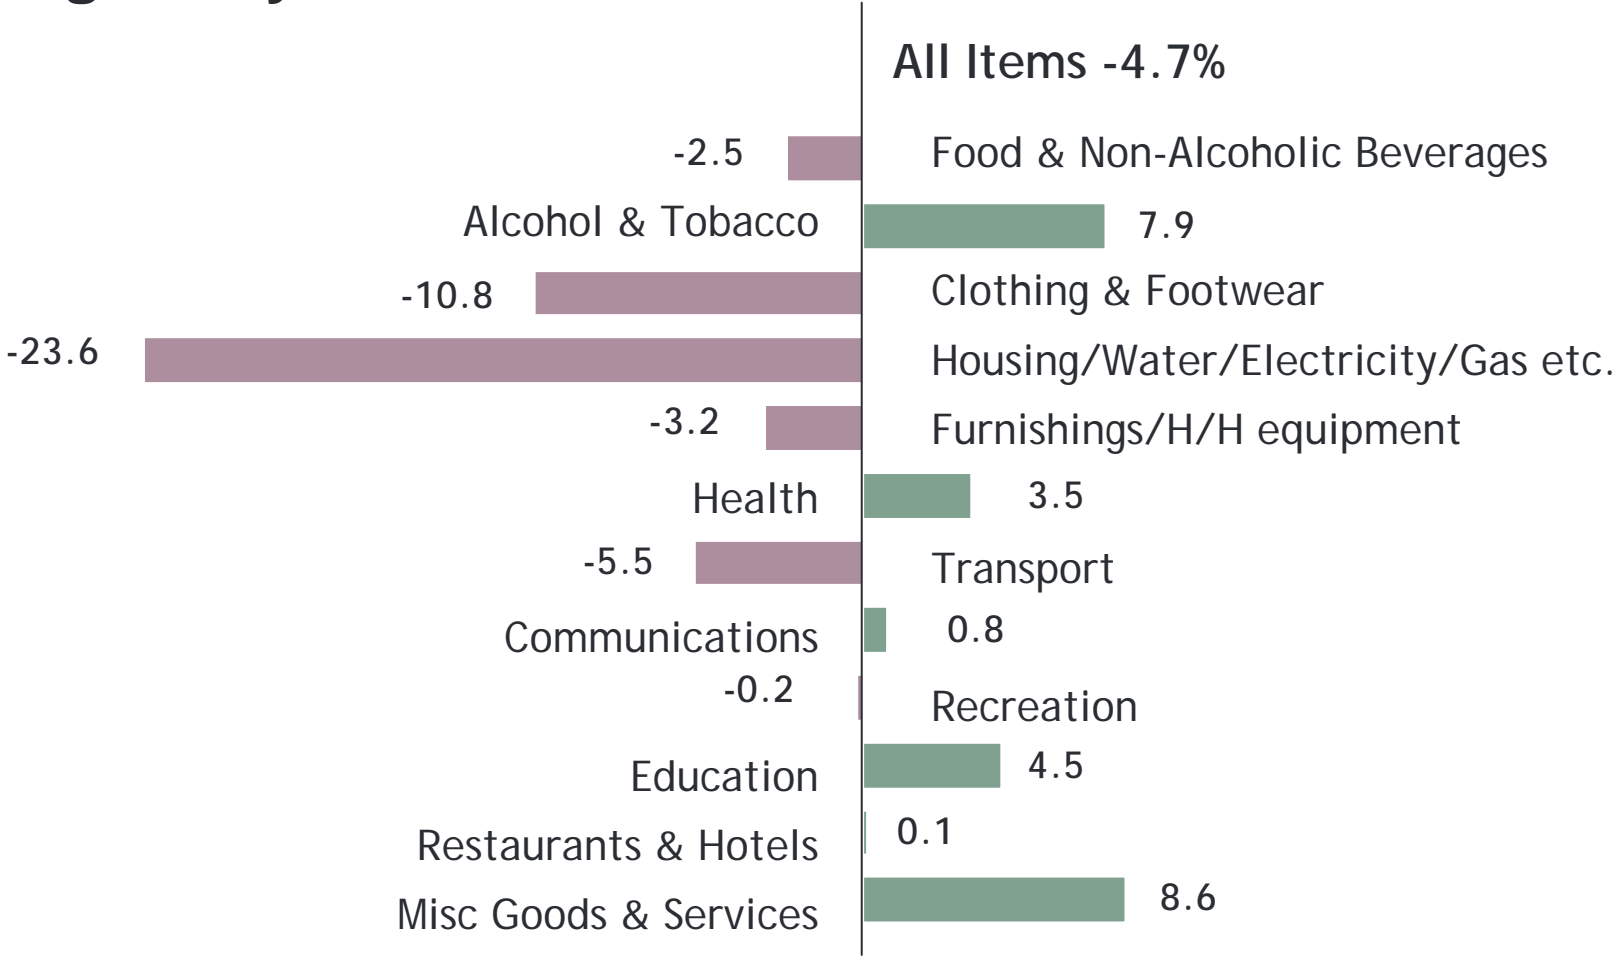 All Items -4.7%
-2.5 Food & Non-Alcoholic Beverages
Alcohol & Tobacco 7.9
-10.8 Clothing & Footwear
-23.6 Housing/Water/Electricity/Gas etc.
-3.2 Furnishings/H/H equipment
Health 3.5
-5.5 Transport
Communications 0.8
-0.2 Recreation
Education 4.5
Restaurants & Hotels 0.1
Misc Goods & Services 8.6